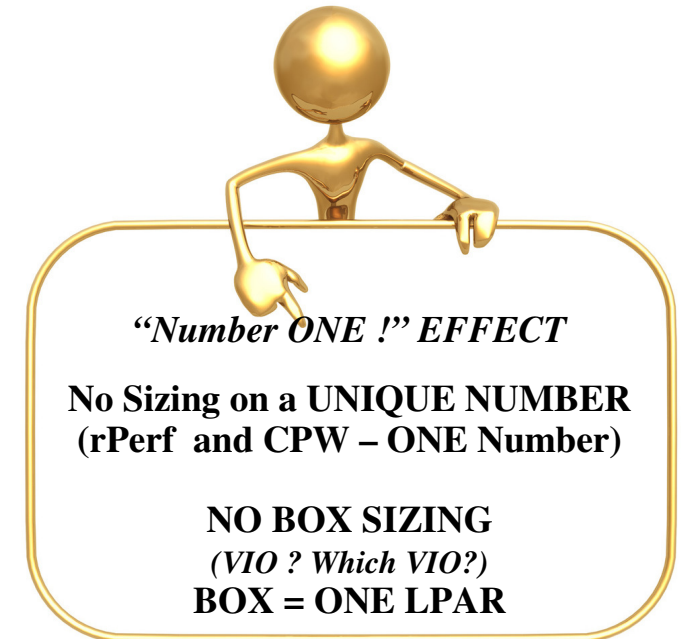 “Number ONE !” EFFECT
No Sizing on a UNIQUE NUMBER
(rPerf and CPW – ONE Number)
NO BOX SIZING
(VIO ? Which VIO?)
BOX = ONE LPAR